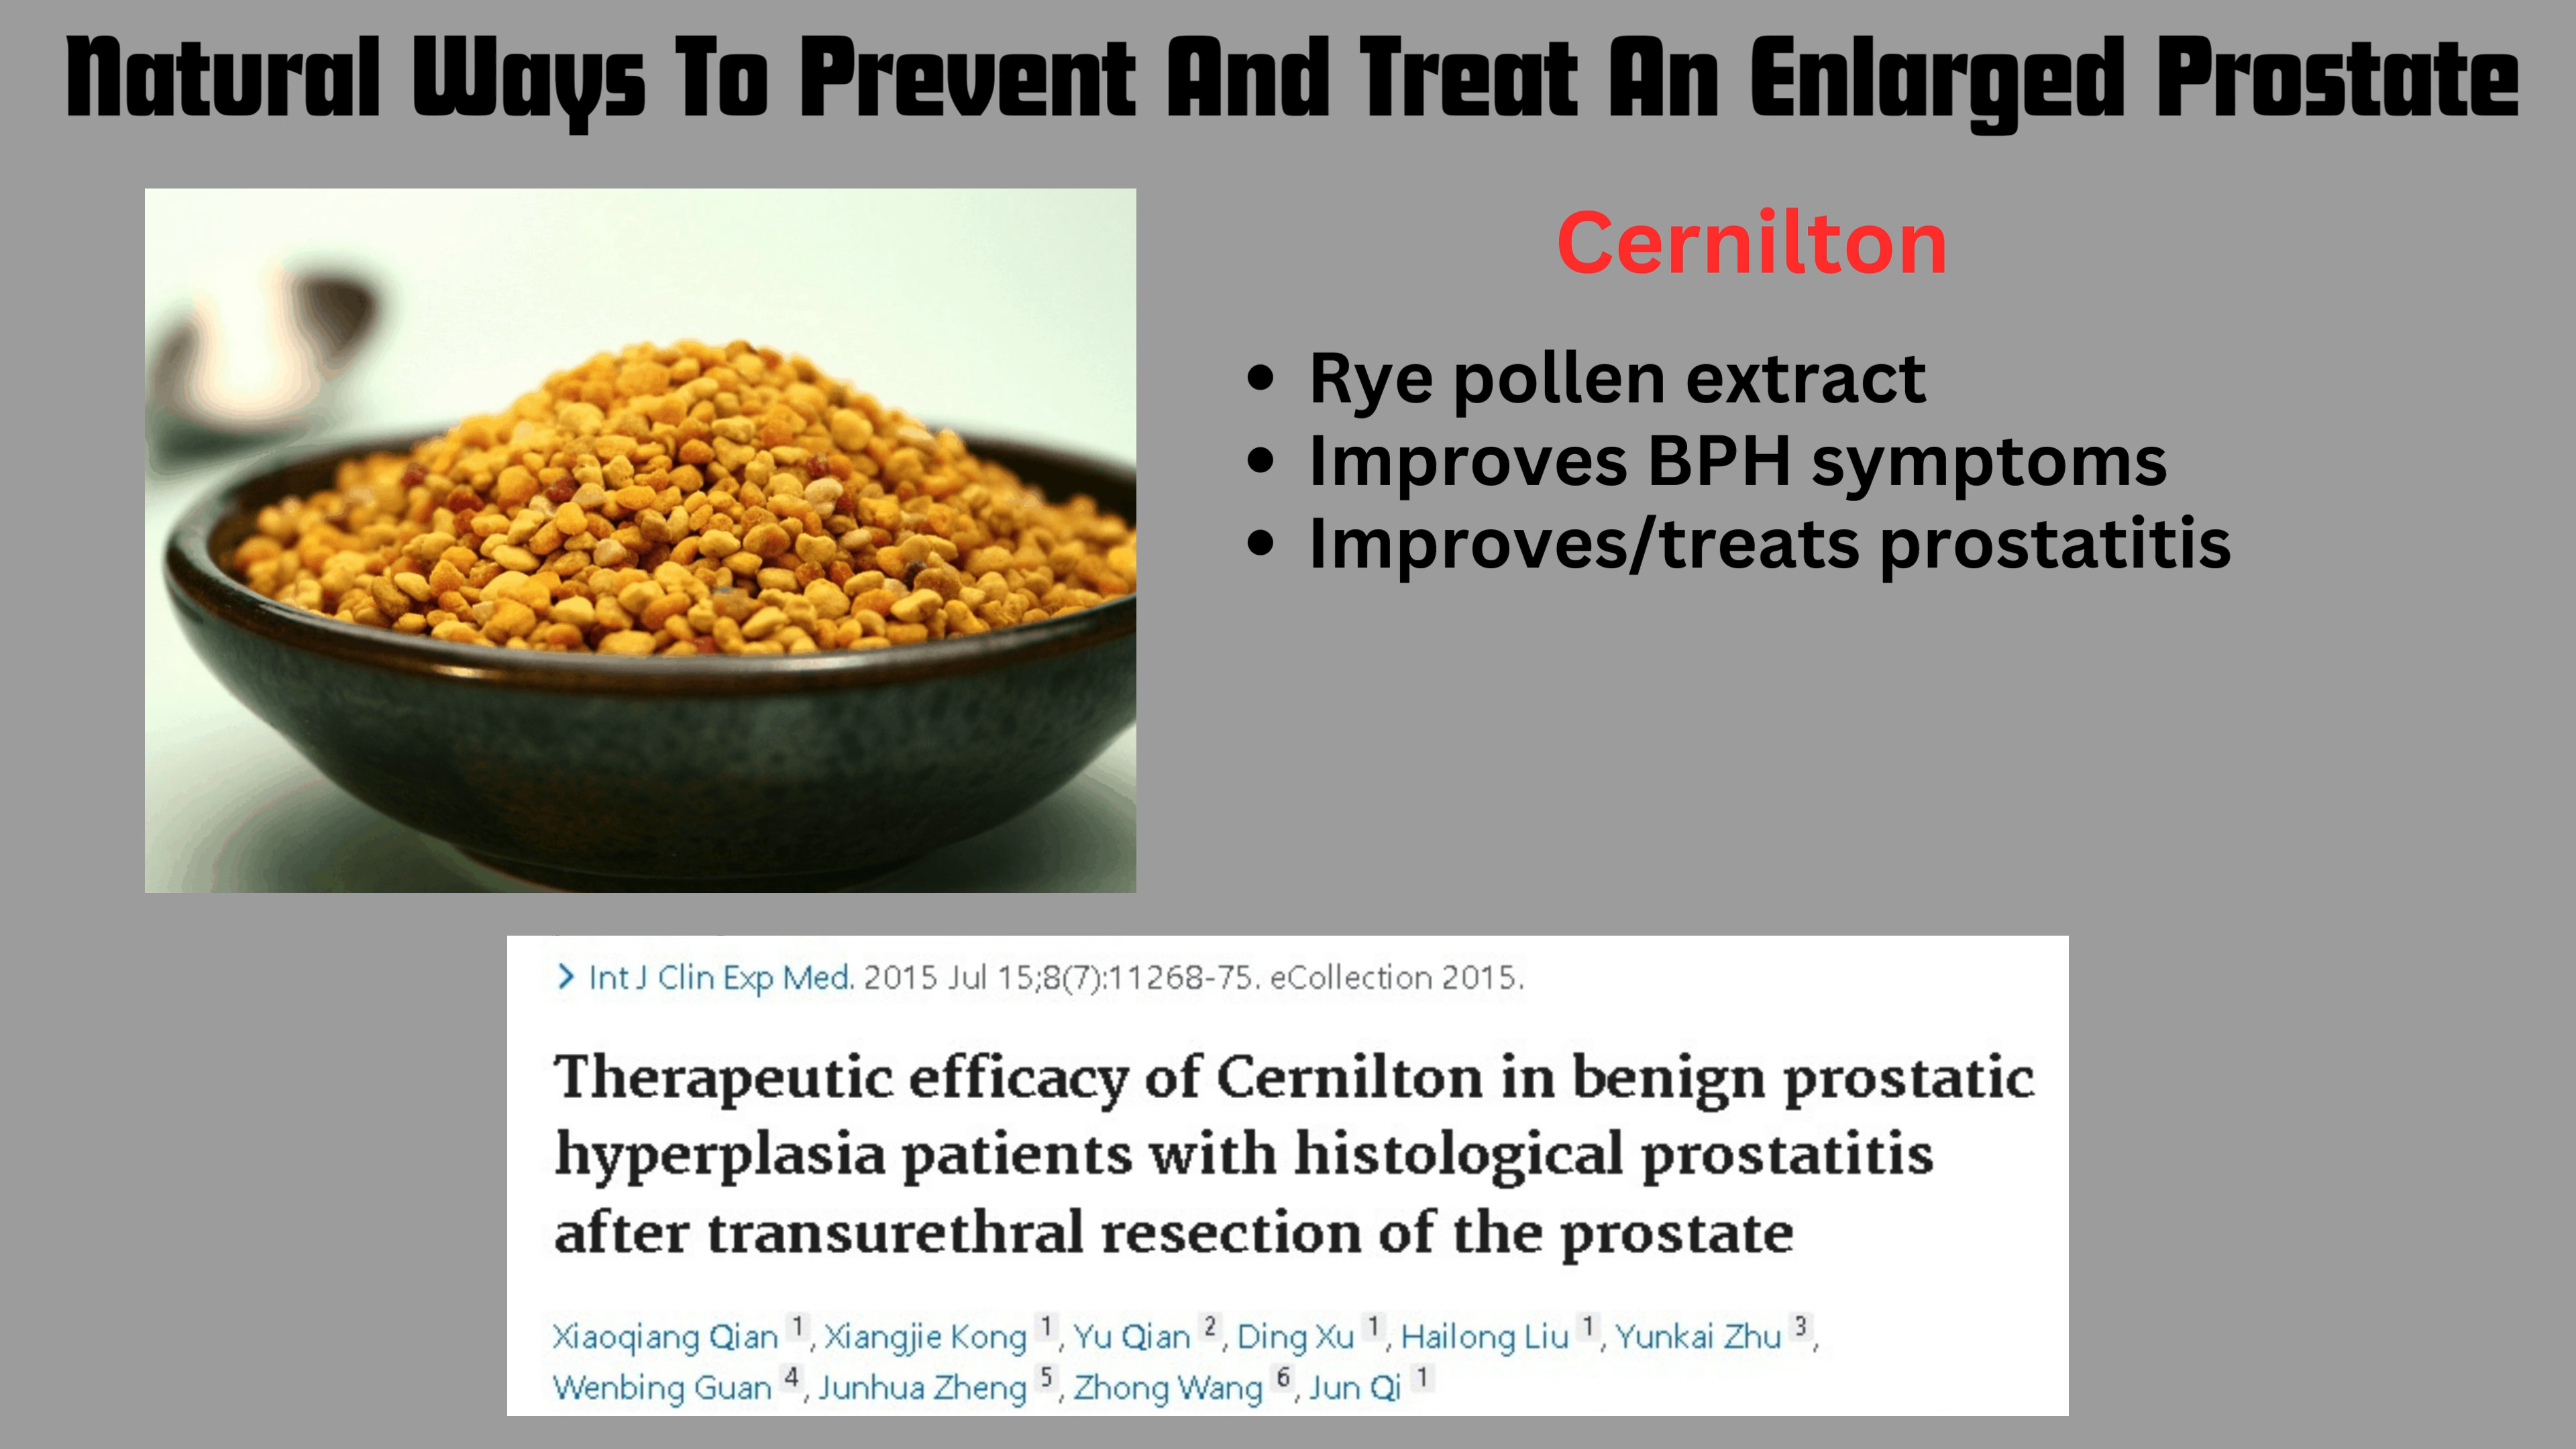 Natural Ways To Prevent And Treat An Enlarged Prostate
Cernilton
• Rye pollen extract
• Improves BPH symptoms
• Improves/treats prostatitis
> Int J Clin Exp Med. 2015 Jul 15;8(7):11268-75. eCollection 2015.
Therapeutic efficacy of Cernilton in benign prostatic
hyperplasia patients with histological prostatitis
after transurethral resection of the prostate
Xiaoqiang Qian 1, Xiangjie Kong 1, Yu Qian 2, Ding Xu 1, Hailong Liu 1, Yunkai Zhu 3,
Wenbing Guan 4, Junhua Zheng 5, Zhong Wang 6, Jun Qi 1